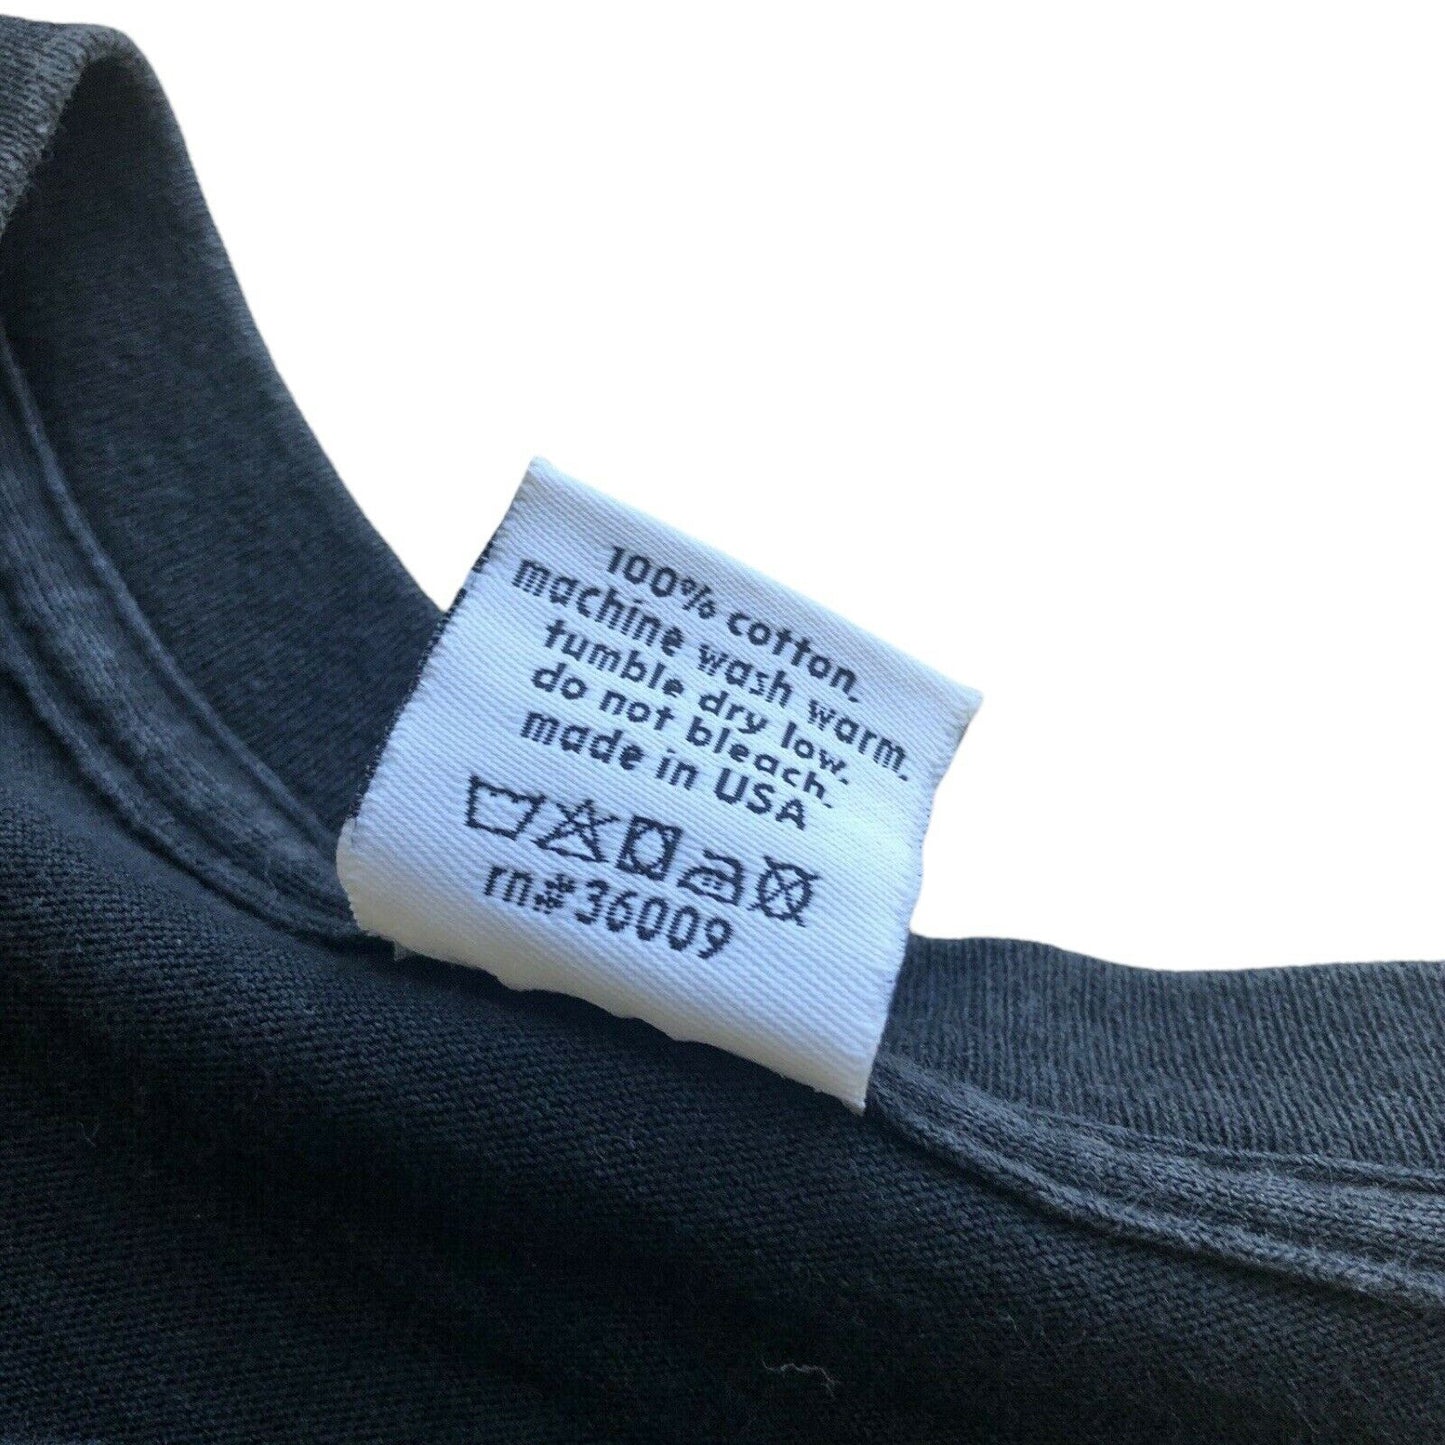 100% cotton.
machine wash warm.
tumble dry low.
do not bleach.
made in USA
rn#36009